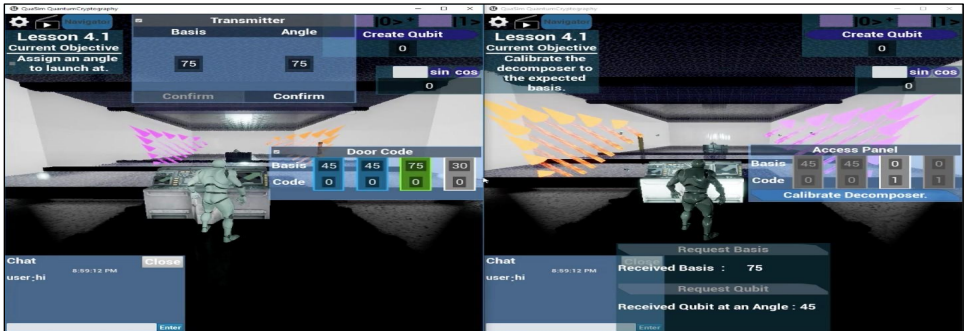 QuaSim QuantumCryptography
Navigator
|0> + |1>
Lesson 4.1
Current Objective
Assign an angle
to launch at.
Transmitter
Basis Angle
75 75
Confirm Confirm
Create Qubit
0
sin cos
0
Door Code
Basis 45 45 75 30
Code 0 0 0 0
Chat Close
8:59:12 PM
user:hi
Enter
QuaSim QuantumCryptography
Navigator
|0> + |1>
Lesson 4.1
Current Objective
Calibrate the
decomposer to
the expected
basis.
Create Qubit
0
sin cos
0
Access Panel
Basis 45 45 0 0
Code 0 0 1 1
Calibrate Decomposer.
Request Basis
Received Basis : 75
Request Qubit
Received Qubit at an Angle : 45
Chat Close
8:59:12 PM
user:hi
Enter